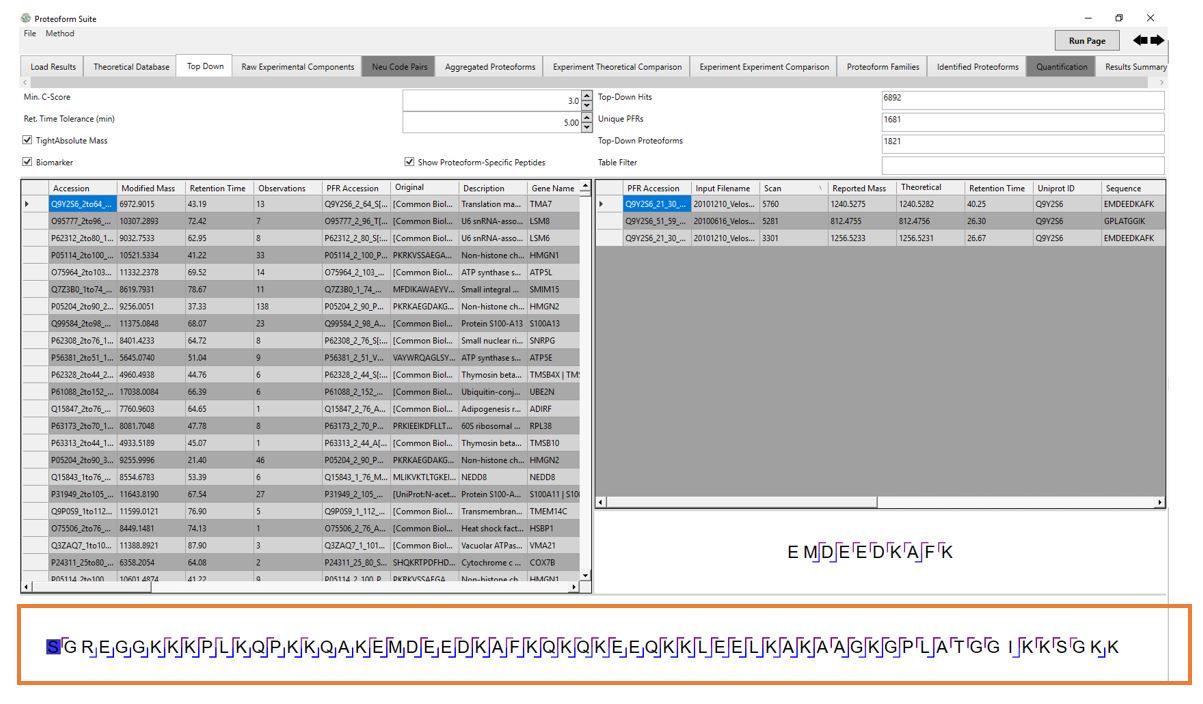 Proteoform Suite
File Method
Run Page
Load Results Theoretical Database Top Down Raw Experimental Components Neu Code Pairs Aggregated Proteoforms Experiment Theoretical Comparison Experiment Experiment Comparison Proteoform Families Identified Proteoforms Quantification Results Summary
Min. C-Score 3.0 Top-Down Hits 6892
Ret. Time Tolerance (min) 5.00 Unique PFRs 1681
TightAbsolute Mass Top-Down Proteoforms 1821
Biomarker Show Proteoform-Specific Peptides Table Filter
Accession Modified Mass Retention Time Observations PFR Accession Original Description Gene Name
Q9Y2S6_2to64_... 6972.9015 43.19 13 Q9Y2S6_2_64_S[... [Common Biol... Translation ma... TMA7
O95777_2to96_... 10307.2893 72.42 7 O95777_2_96_T[... [Common Biol... U6 snRNA-asso... LSM8
P62312_2to80_1... 9032.7533 62.95 8 P62312_2_80_S[:... [Common Biol... U6 snRNA-asso... LSM6
P05114_2to100_... 10521.5334 41.22 33 P05114_2_100_P... PKRKVSSAEGA... Non-histone ch... HMGN1
O75964_2to103... 11332.2378 69.52 14 O75964_2_103_... [Common Biol... ATP synthase s... ATP5L
Q7Z3B0_1to74_... 8619.7931 78.67 11 Q7Z3B0_1_74_... MFDIKAWAEYV... Small integral ... SMIM15
P05204_2to90_2... 9256.0051 37.33 138 P05204_2_90_P... PKRKAEGDAKG... Non-histone ch... HMGN2
Q99584_2to98_... 11375.0848 68.07 23 Q99584_2_98_A... [Common Biol... Protein S100-A13 S100A13
P62308_2to76_1... 8401.4233 64.72 8 P62308_2_76_S[:... [Common Biol... Small nuclear ri... SNRPG
P56381_2to51_1... 5645.0740 51.04 9 P56381_2_51_V... VAYWRQAGLSY... ATP synthase s... ATP5E
P62328_2to44_2... 4960.4938 44.76 6 P62328_2_44_S[:... [Common Biol... Thymosin beta... TMSB4X | TMS
P61088_2to152_... 17038.0084 66.39 6 P61088_2_152_... [Common Biol... Ubiquitin-conj... UBE2N
Q15847_2to76_... 7760.9603 64.65 1 Q15847_2_76_A... [Common Biol... Adipogenesis r... ADIRF
P63173_2to70_1... 8081.7048 47.78 8 P63173_2_70_P... PRKIEEIKDFLLT... 60S ribosomal ... RPL38
P63313_2to44_1... 4933.5189 45.07 1 P63313_2_44_A[... [Common Biol... Thymosin beta... TMSB10
P05204_2to90_3... 9255.9996 21.40 46 P05204_2_90_P... PKRKAEGDAKG... Non-histone ch... HMGN2
Q15843_1to76_... 8554.6783 53.39 6 Q15843_1_76_M... MLIKVKTLTGKEI... NEDD8 NEDD8
P31949_2to105_... 11643.8190 67.54 27 P31949_2_105_... [UniProt:N-acet... Protein S100-A... S100A11 | S10
Q9P0S9_1to112... 11599.0121 76.90 5 Q9P0S9_1_112_... [Common Biol... Transmembran... TMEM14C
O75506_2to76_... 8449.1481 74.13 1 O75506_2_76_A... [Common Biol... Heat shock fact... HSBP1
Q3ZAQ7_1to10... 11388.8921 87.90 3 Q3ZAQ7_1_101... [Common Biol... Vacuolar ATPas... VMA21
P24311_25to80_... 6358.2054 64.08 2 P24311_25_80_S... SHQKRTPDFHD... Cytochrome c ... COX7B
P05114_2to100_... 10601.4874 41.22 9 P05114_2_100_P... PKRKVSSAEGA... Non-histone ch... HMGN1
PFR Accession Input Filename Scan Reported Mass Theoretical Retention Time Uniprot ID Sequence
Q9Y2S6_21_30_... 20101210_Velos... 5760 1240.5275 1240.5282 40.25 Q9Y2S6 EMDEEDKAFK
Q9Y2S6_51_59_... 20100616_Velos... 5281 812.4755 812.4756 26.30 Q9Y2S6 GPLATGGIK
Q9Y2S6_21_30_... 20101210_Velos... 3301 1256.5233 1256.5231 26.67 Q9Y2S6 EMDEEDKAFK
EMDEEDKAFK
SGREGGKKKPLKQPKKQAKEMDEEDKAFKQKQKEEQKKLEELKAKAAGKGPLATGGIKKSGKK